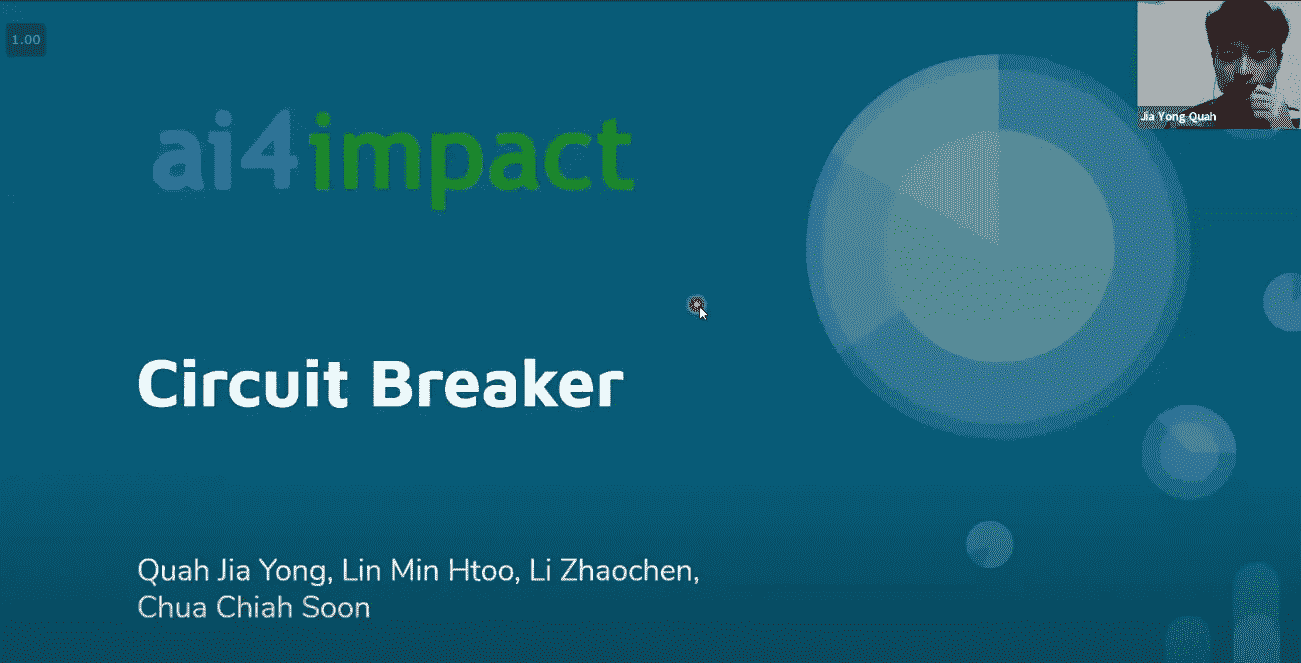 1.00
ai4impact
Jia Yong Quah
Circuit Breaker
Quah Jia Yong, Lin Min Htoo, Li Zhaochen,
Chua Chiah Soon